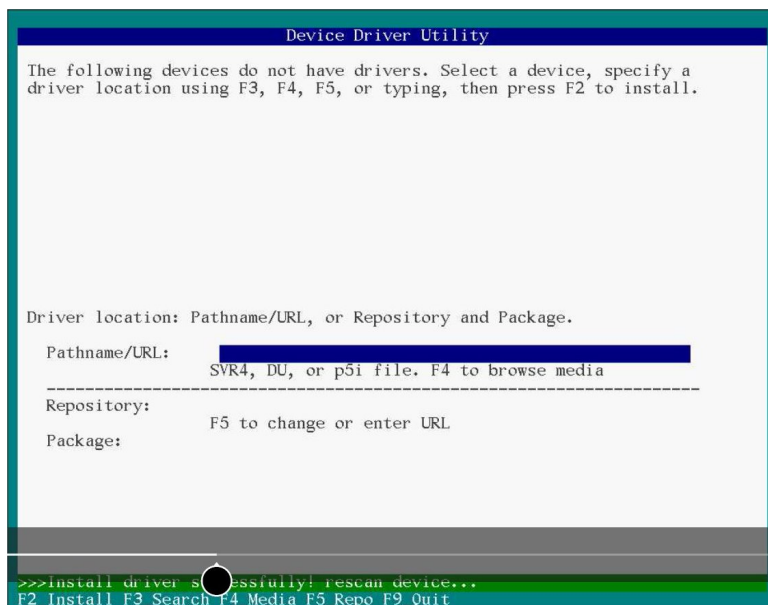 Device Driver Utility
The following devices do not have drivers. Select a device, specify a
driver location using F3, F4, F5, or typing, then press F2 to install.
Driver location: Pathname/URL, or Repository and Package.
Pathname/URL:
SVR4, DU, or p5i file. F4 to browse media
Repository:
F5 to change or enter URL
Package:
>>>Install driver s essfully! rescan device...
F2 Install F3 Search F4 Media F5 Repo F9 Quit